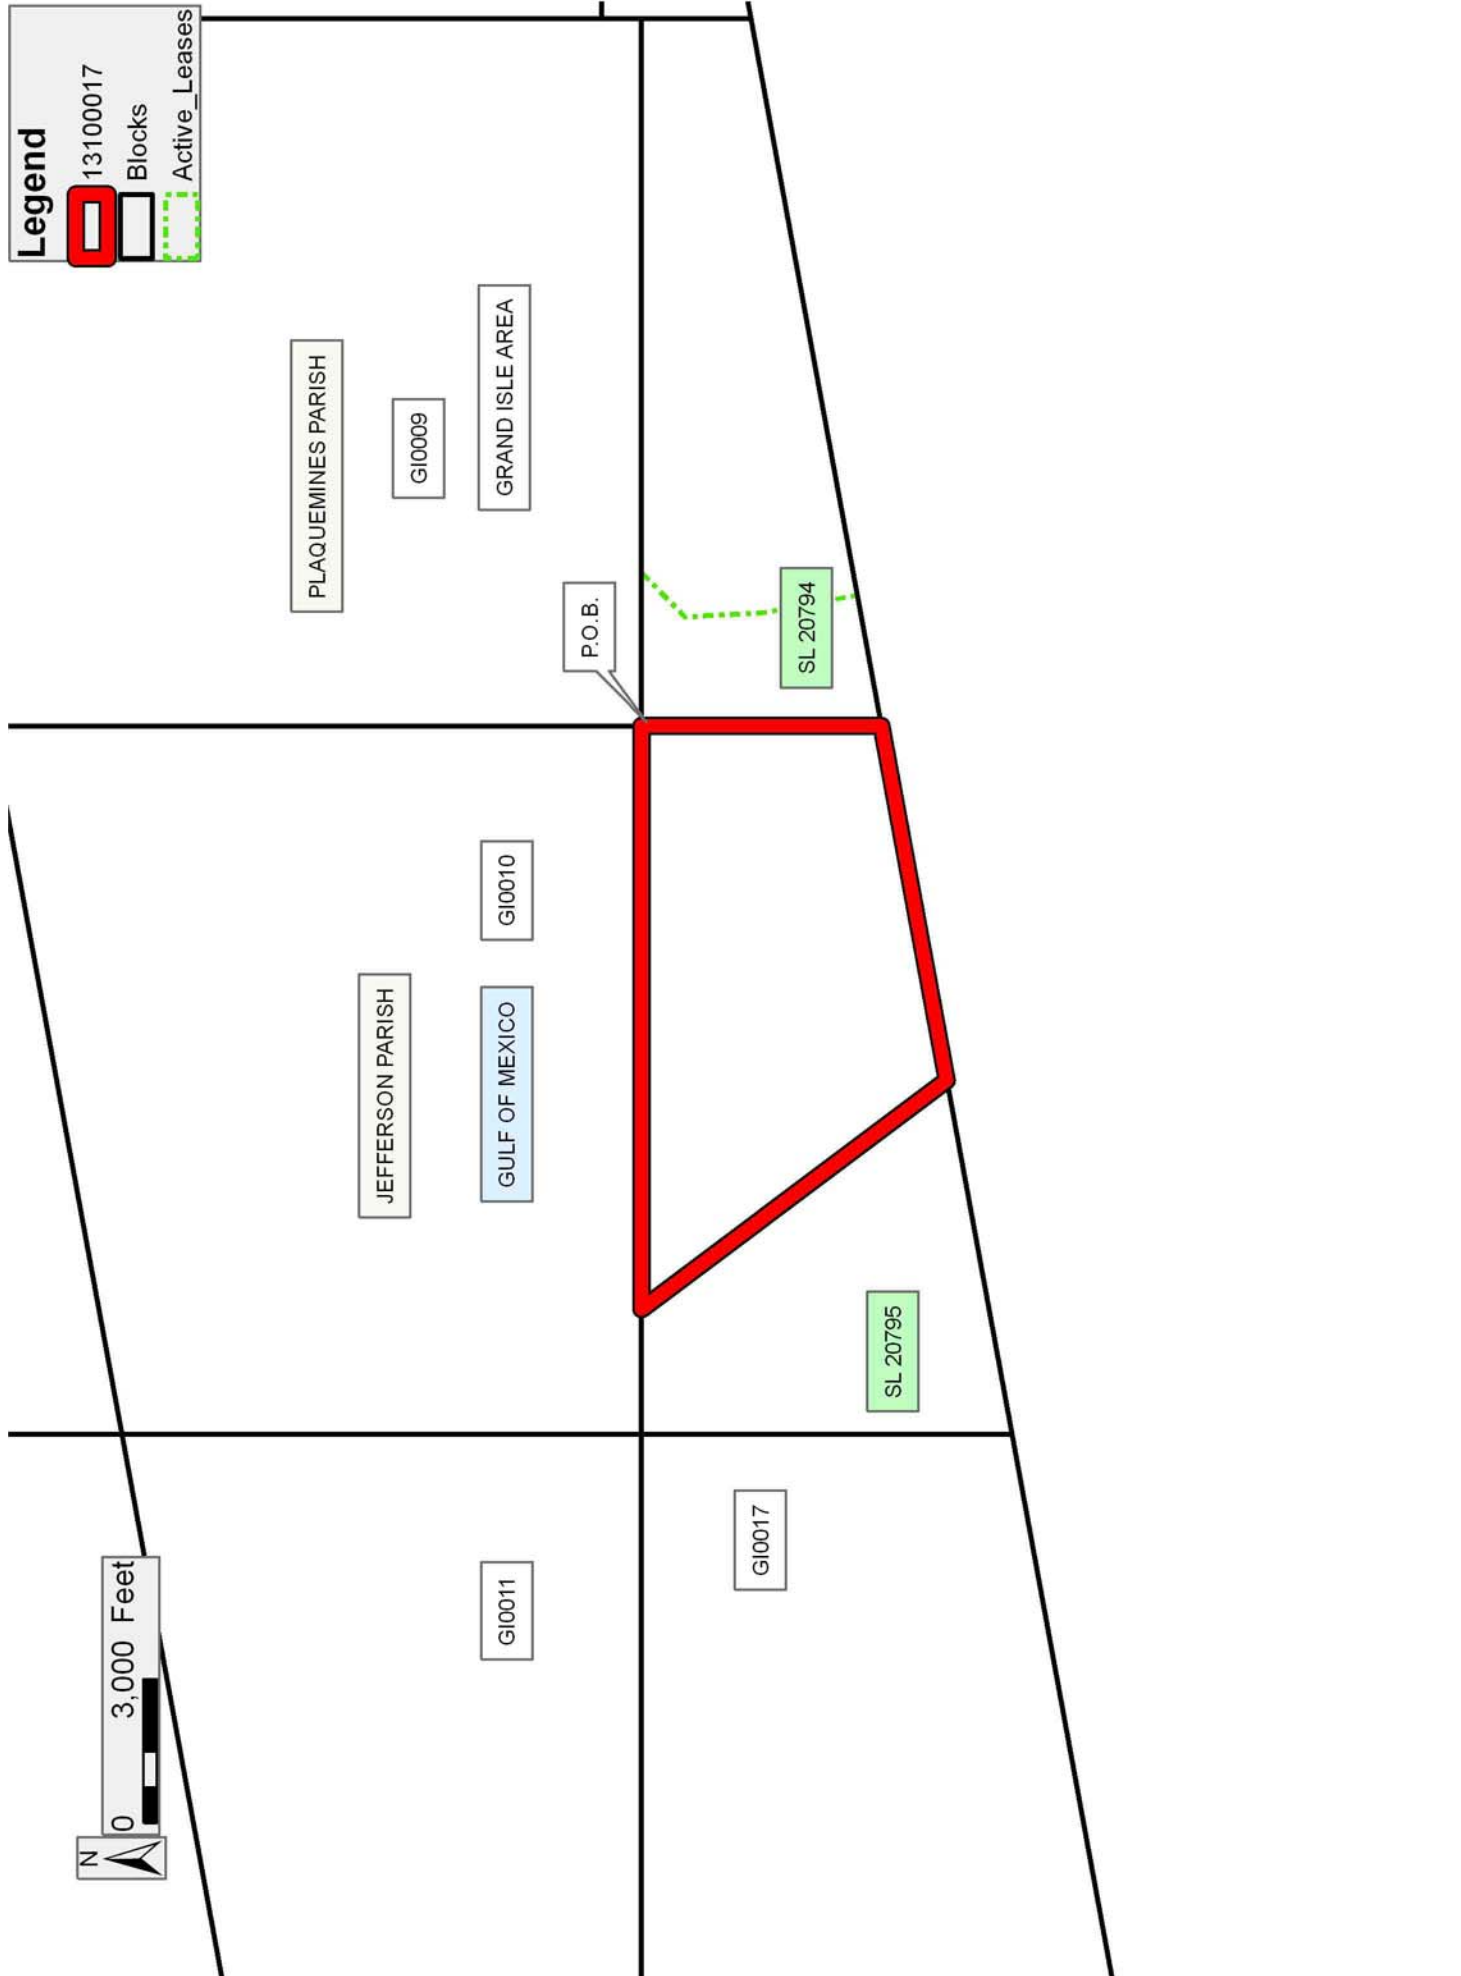 Legend
13100017
Blocks
Active_Leases
PLAQUEMINES PARISH
GI0009
GRAND ISLE AREA
P.O.B.
SL 20794
JEFFERSON PARISH
GI0010
GULF OF MEXICO
SL 20795
GI0011
GI0017
N
0 3,000 Feet